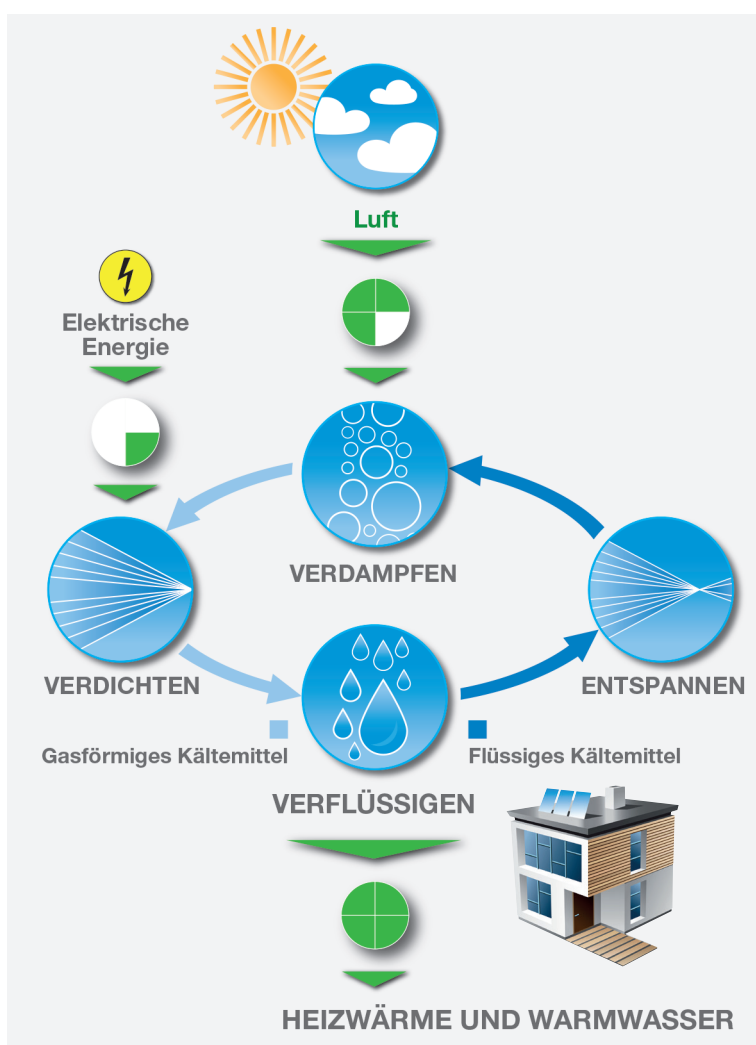 Luft
Elektrische
Energie
VERDAMPFEN
VERDICHTEN
ENTSPANNEN
Gasförmiges Kältemittel
Flüssiges Kältemittel
VERFLÜSSIGEN
HEIZWÄRME UND WARMWASSER